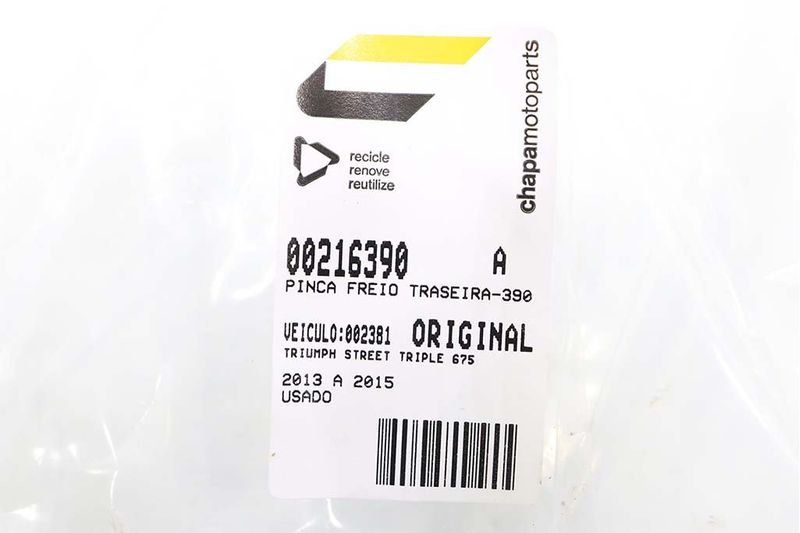 chapamotoparts
recicle
renove
reutilize
00216390 A
PINCA FREIO TRASEIRA-390
VEICULO:002381 ORIGINAL
TRIUMPH STREET TRIPLE 675
2013 A 2015
USADO